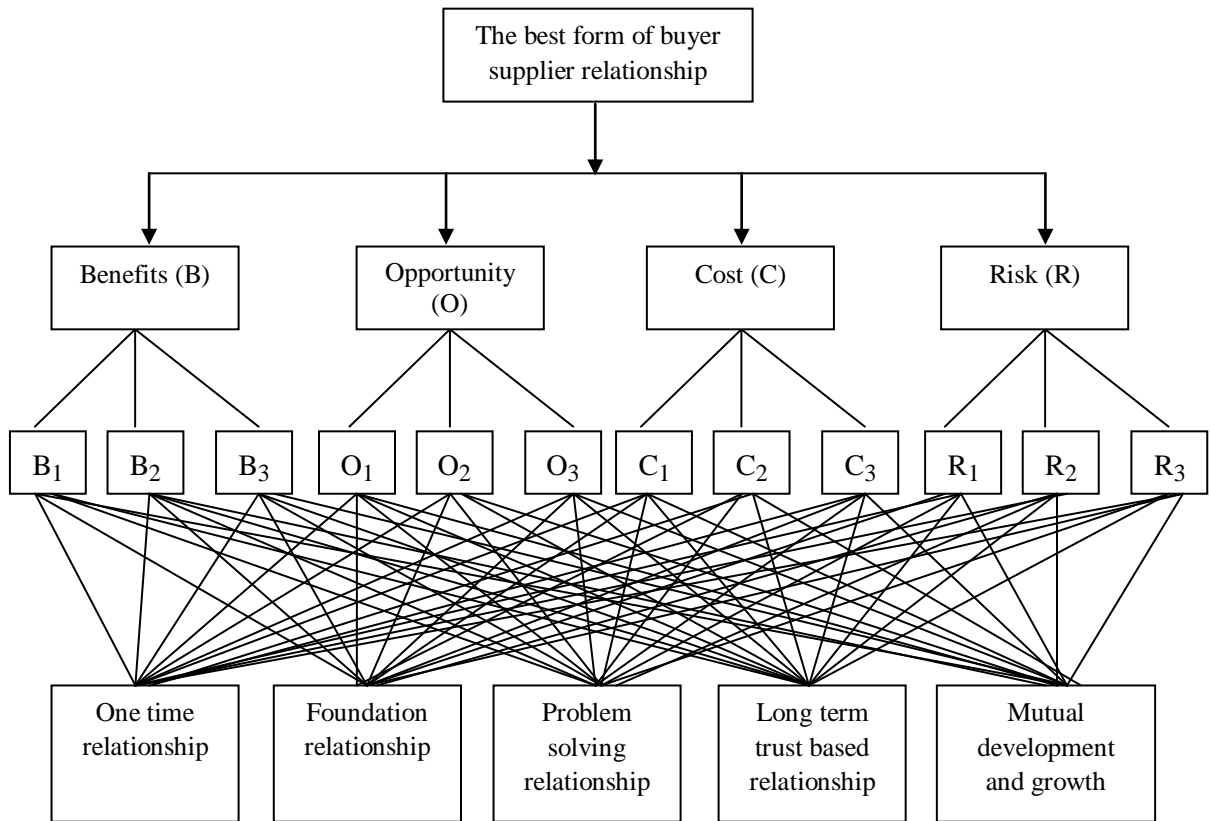 The best form of buyer
supplier relationship
Benefits (B)
Opportunity
(O)
Cost (C)
Risk (R)
B1
B2
B3
O1
O2
O3
C1
C2
C3
R1
R2
R3
One time
relationship
Foundation
relationship
Problem
solving
relationship
Long term
trust based
relationship
Mutual
development
and growth